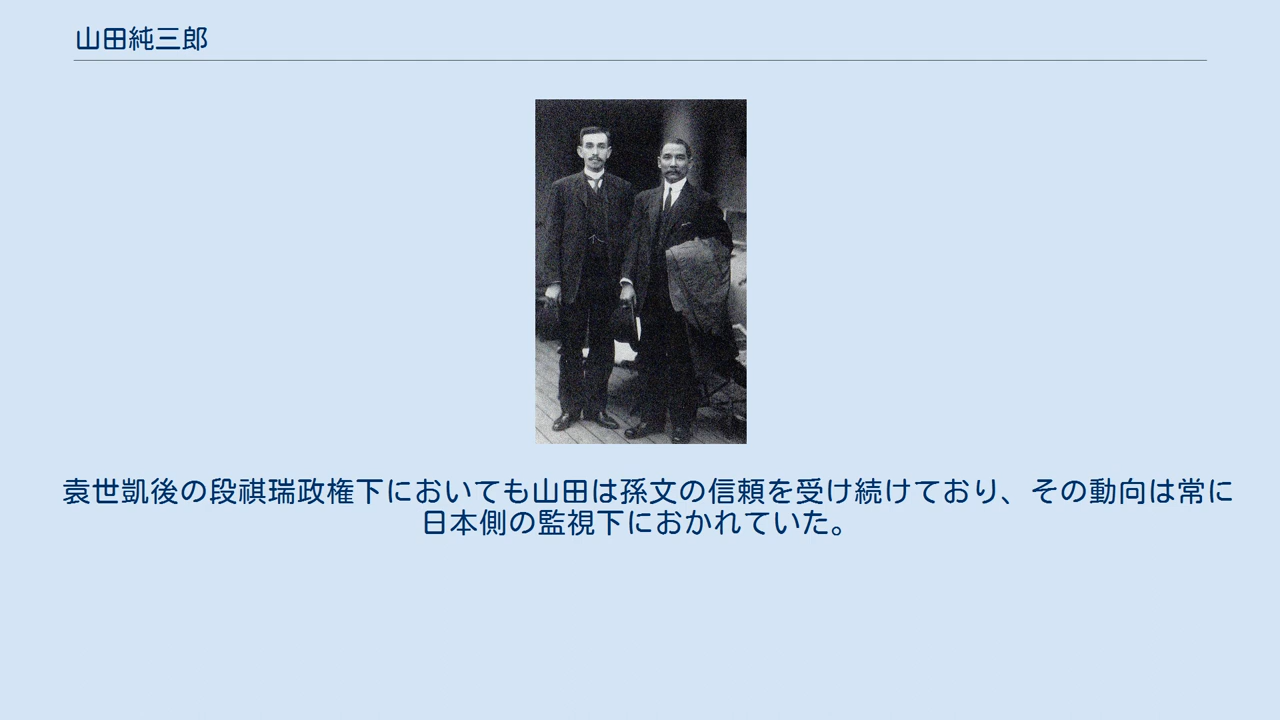 山田純三郎
袁世凱後の段祺瑞政権下においても山田は孫文の信頼を受け続けており、その動向は常に
日本側の監視下におかれていた。